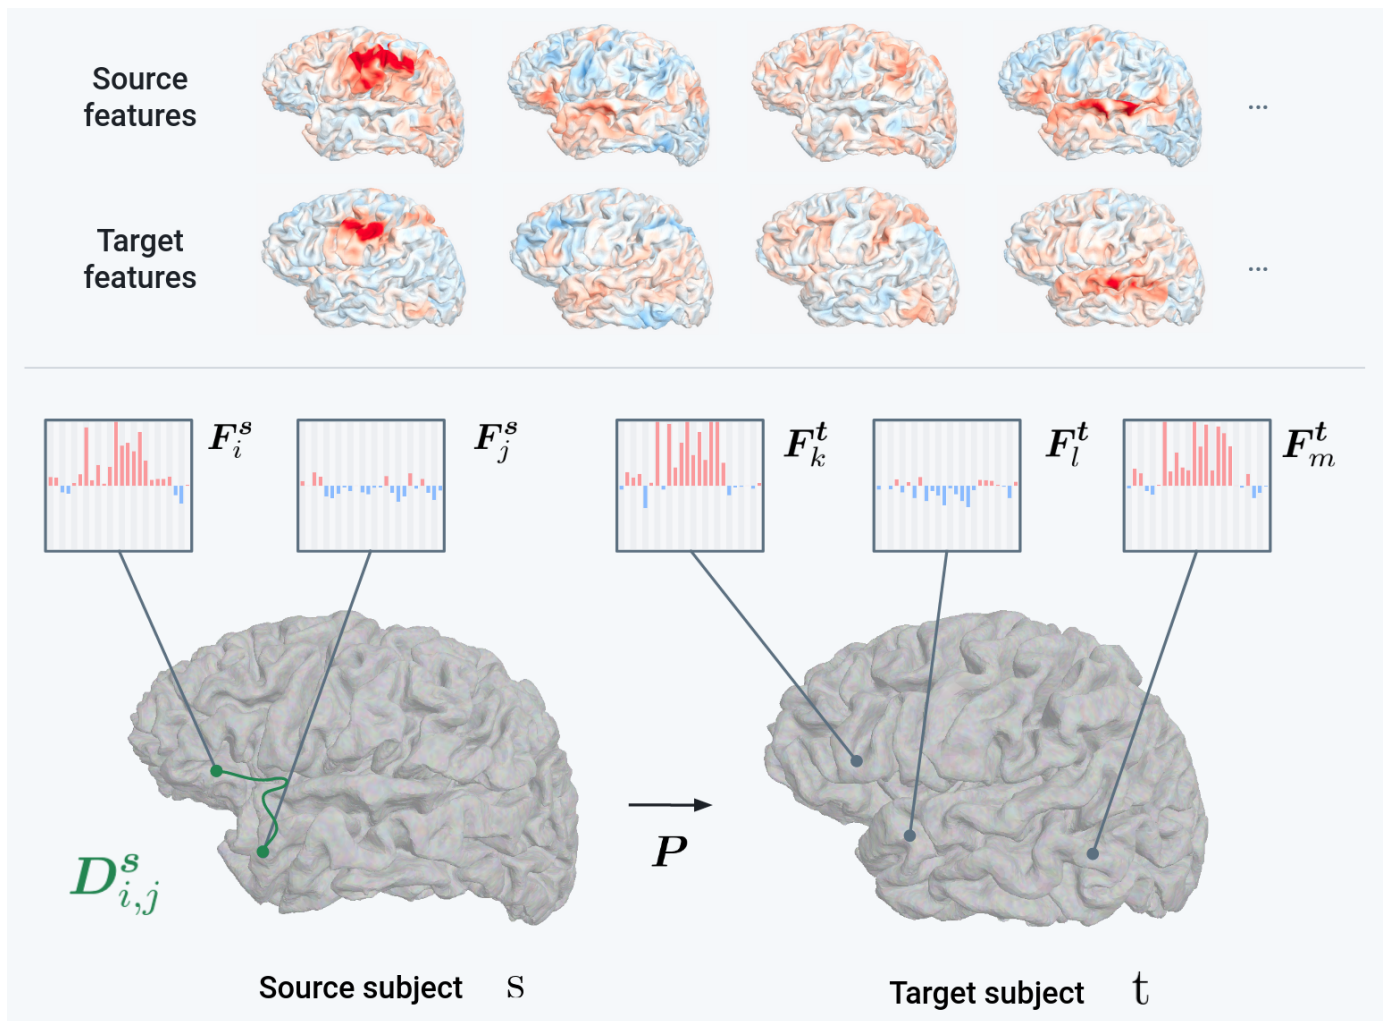 Source
features
...
Target
features
...
F_i^s
F_j^s
F_k^t
F_l^t
F_m^t
D_{i,j}^s
P
Source subject s
Target subject t